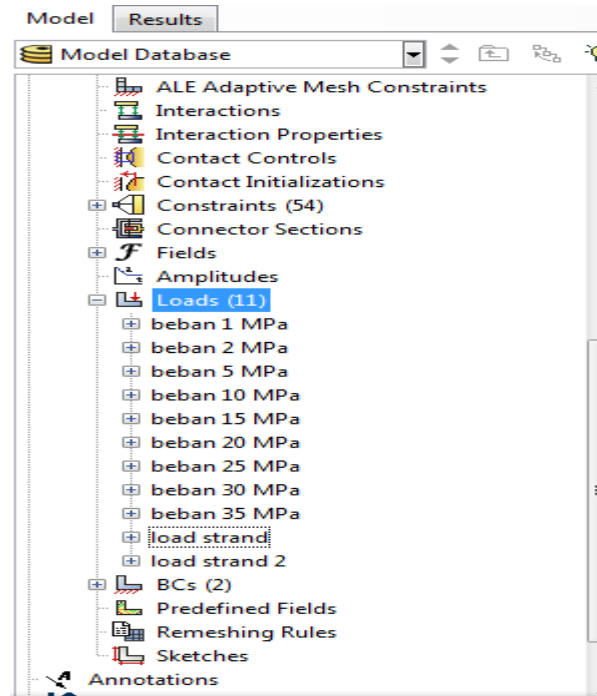 Model Results
Model Database
ALE Adaptive Mesh Constraints
Interactions
Interaction Properties
Contact Controls
Contact Initializations
Constraints (54)
Connector Sections
Fields
Amplitudes
Loads (11)
beban 1 MPa
beban 2 MPa
beban 5 MPa
beban 10 MPa
beban 15 MPa
beban 20 MPa
beban 25 MPa
beban 30 MPa
beban 35 MPa
load strand
load strand 2
BCs (2)
Predefined Fields
Remeshing Rules
Sketches
Annotations